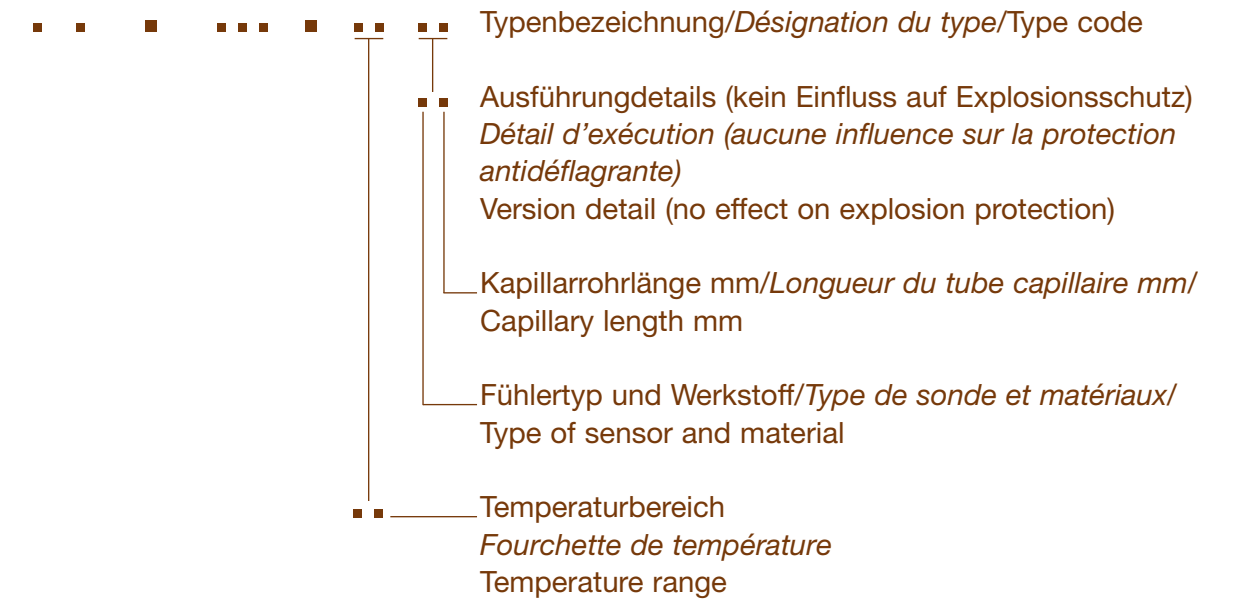 Typenbezeichnung/Désignation du type/Type code
Ausführungdetails (kein Einfluss auf Explosionsschutz)
Détail d’exécution (aucune influence sur la protection
antidéflagrante)
Version detail (no effect on explosion protection)
Kapillarrohrlänge mm/Longueur du tube capillaire mm/
Capillary length mm
Fühlertyp und Werkstoff/Type de sonde et matériaux/
Type of sensor and material
Temperaturbereich
Fourchette de température
Temperature range